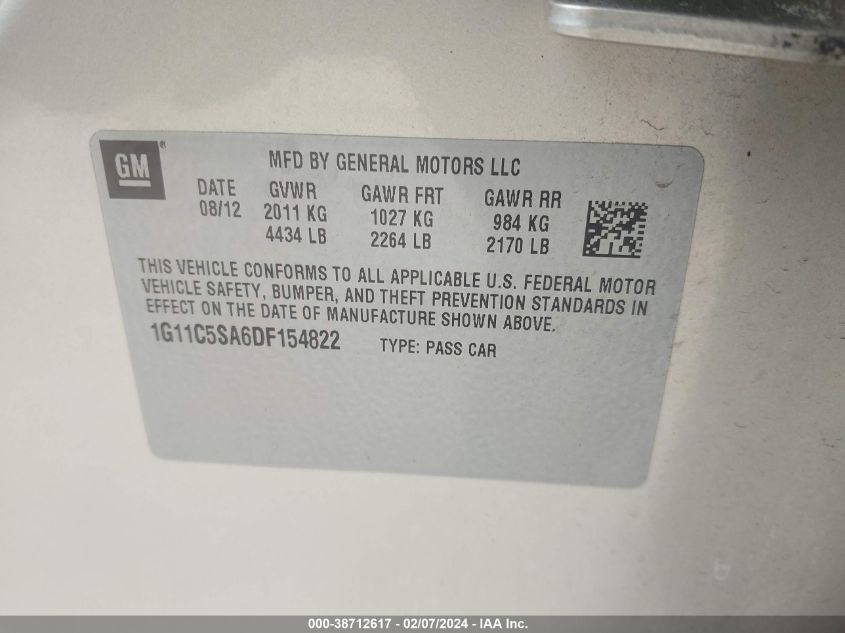 GM®
MFD BY GENERAL MOTORS LLC
DATE GVWR GAWR FRT GAWR RR
08/12 2011 KG 1027 KG 984 KG
4434 LB 2264 LB 2170 LB
THIS VEHICLE CONFORMS TO ALL APPLICABLE U.S. FEDERAL MOTOR
VEHICLE SAFETY, BUMPER, AND THEFT PREVENTION STANDARDS IN
EFFECT ON THE DATE OF MANUFACTURE SHOWN ABOVE.
1G11C5SA6DF154822 TYPE: PASS CAR
000-38712617 - 02/07/2024 - IAA Inc.